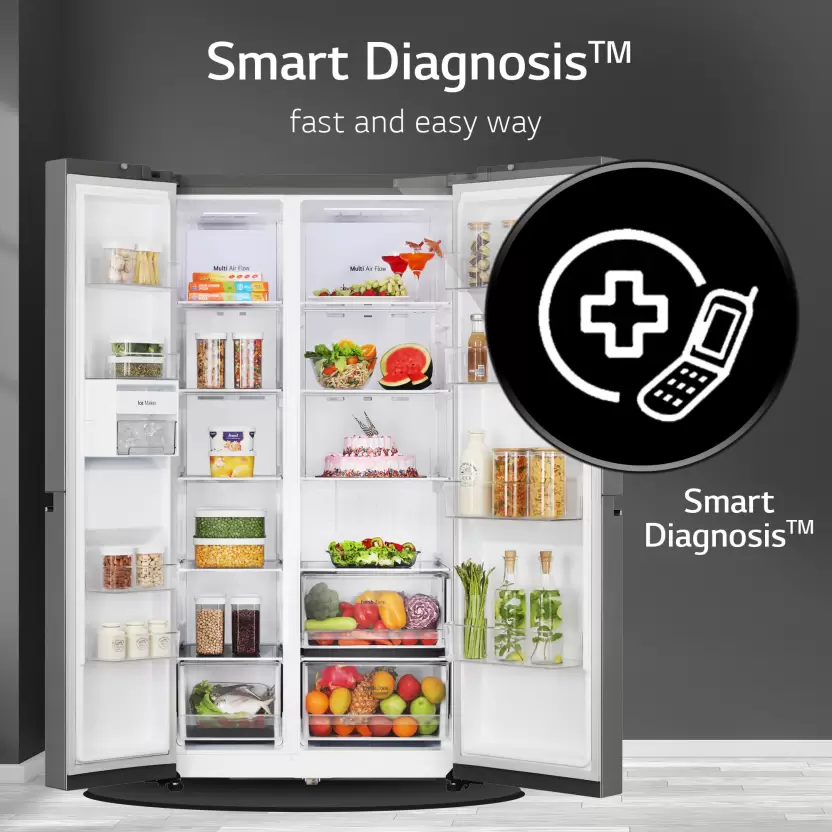 Smart Diagnosis™
fast and easy way
Multi Air Flow
Multi Air Flow
Ice Maker
Smart
Diagnosis™